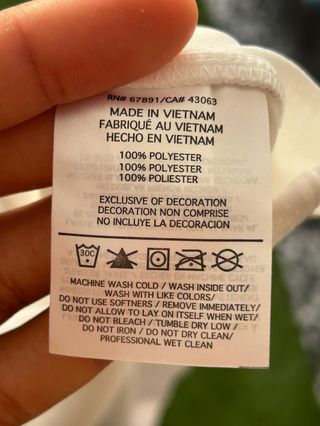 RN# 67891/CA# 43063
MADE IN VIETNAM
FABRIQUÉ AU VIETNAM
HECHO EN VIETNAM
100% POLYESTER
100% POLYESTER
100% POLIESTER
EXCLUSIVE OF DECORATION
DECORATION NON COMPRISE
NO INCLUYE LA DECORACION
30C
MACHINE WASH COLD / WASH INSIDE OUT/
WASH WITH LIKE COLORS/
DO NOT USE SOFTNERS / REMOVE IMMEDIATELY/
DO NOT ALLOW TO LAY ON ITSELF WHEN WET/
DO NOT BLEACH / TUMBLE DRY LOW /
DO NOT IRON / DO NOT DRY CLEAN/
PROFESSIONAL WET CLEAN